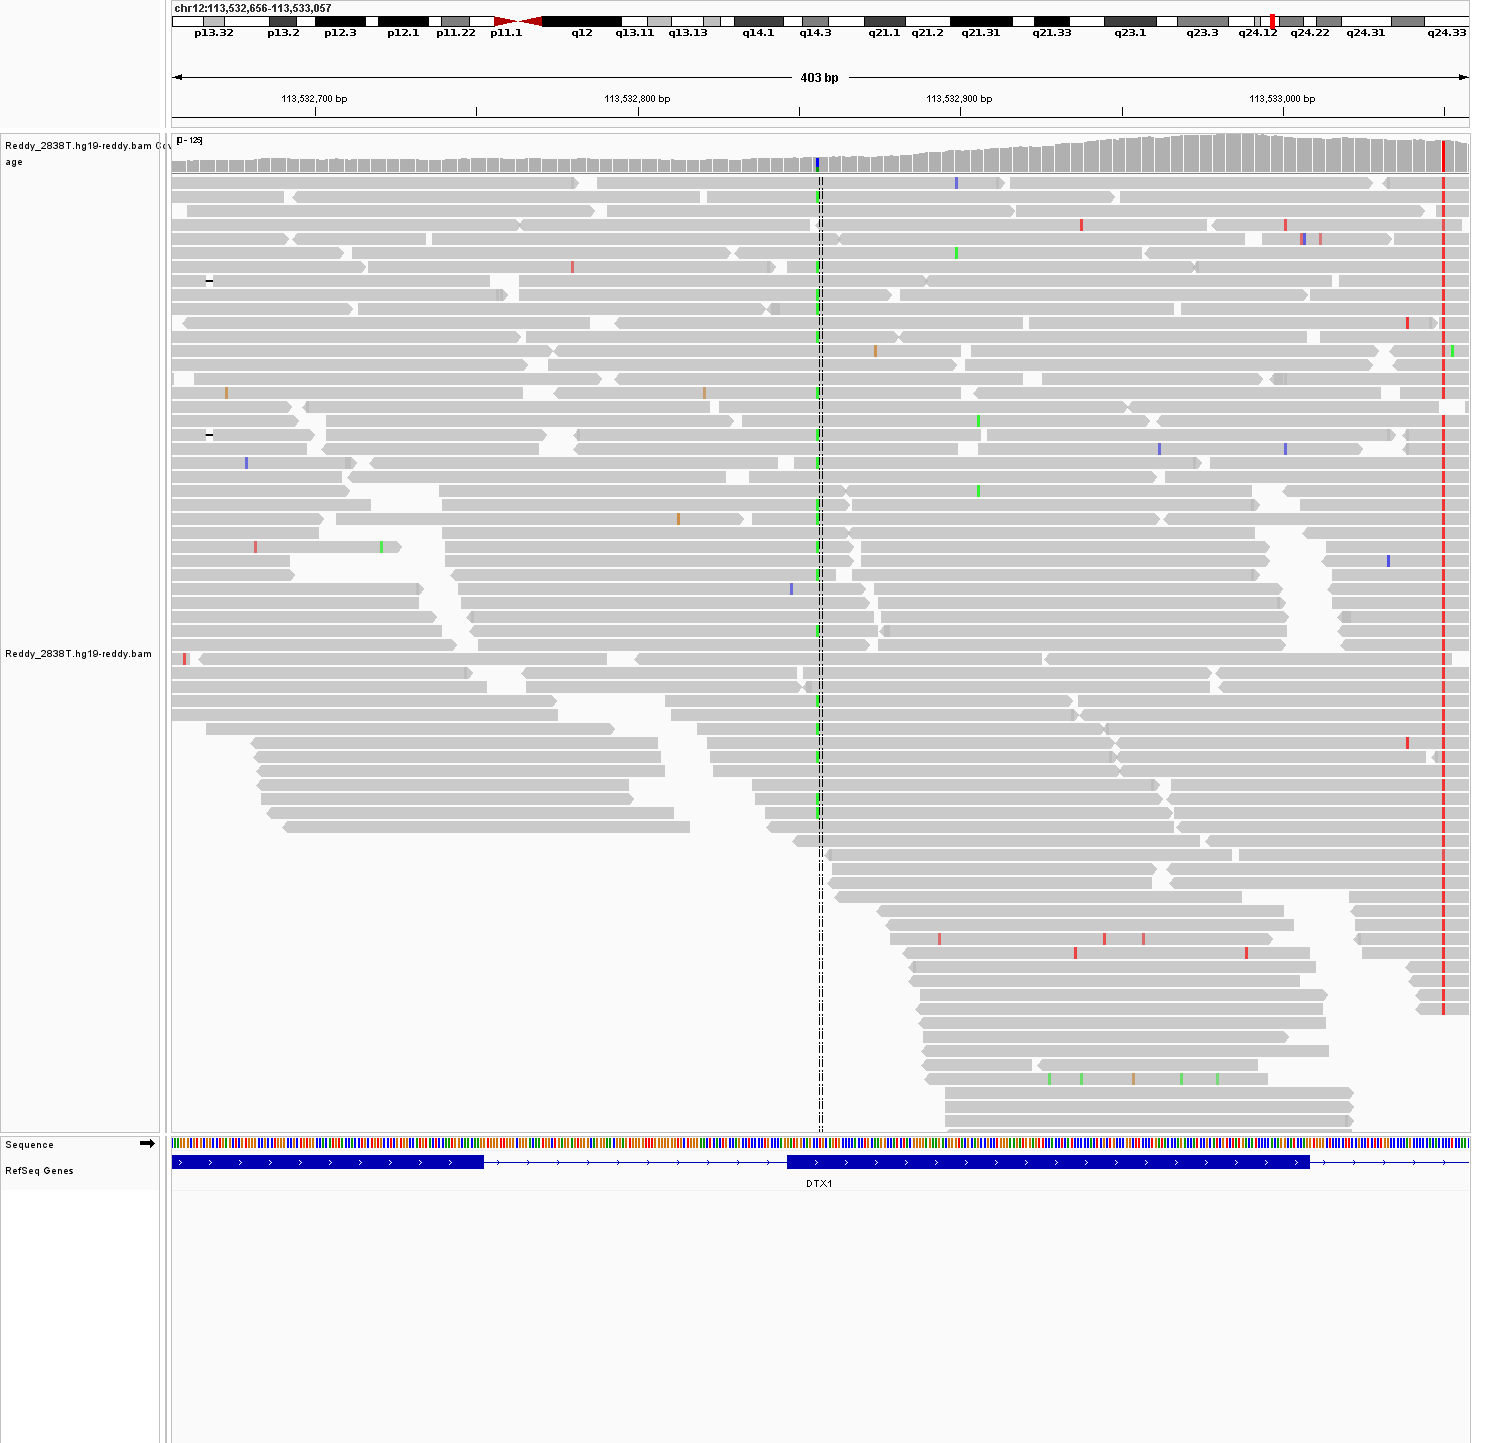 chr12:113,532,656-113,533,057
p13.32 p13.2 p12.3 p12.1 p11.22 p11.1 q12 q13.11 q13.13 q14.1 q14.3 q21.1 q21.2 q21.31 q21.33 q23.1 q23.3 q24.12 q24.22 q24.31 q24.33
403 bp
113,532,700 bp 113,532,800 bp 113,532,900 bp 113,533,000 bp
[0 - 125]
Reddy_2838T.hg19-reddy.bam Cov
age
Reddy_2838T.hg19-reddy.bam
Sequence
RefSeq Genes
DTX1